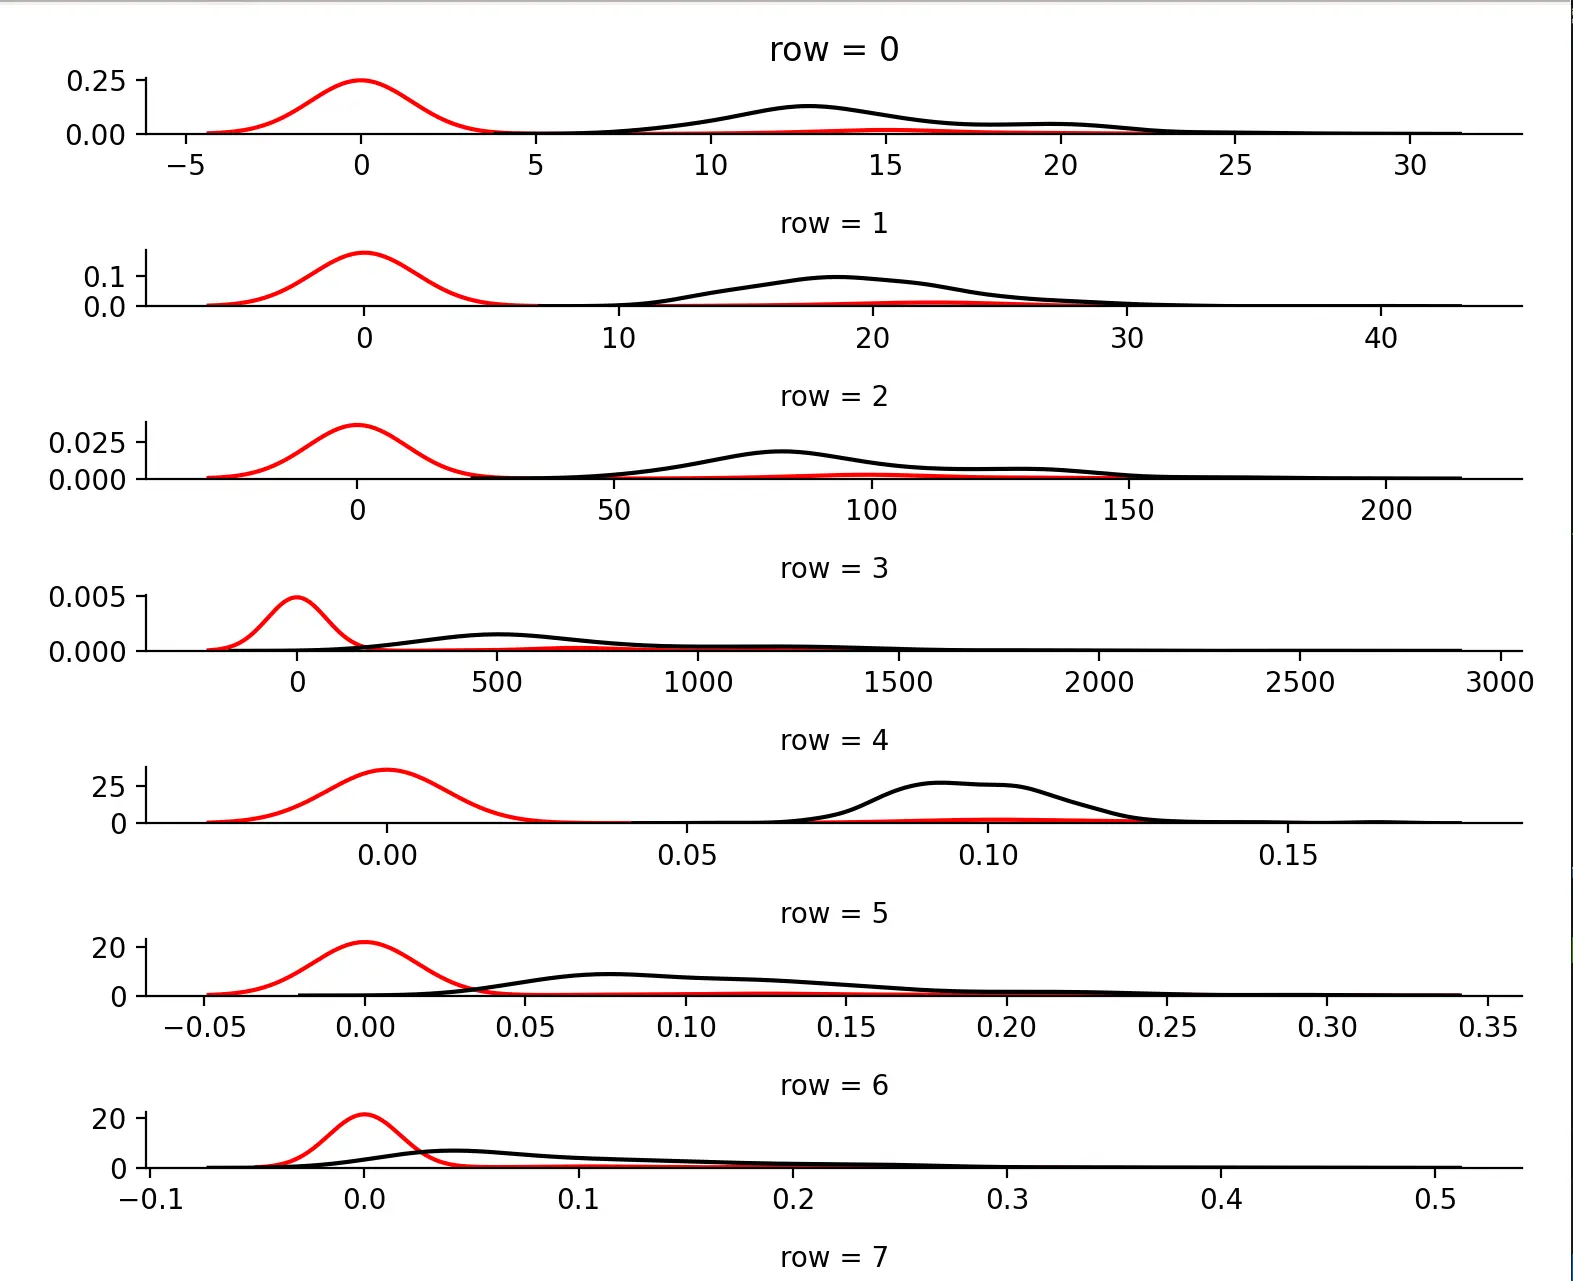 row = 0
0.25
0.00
−5 0 5 10 15 20 25 30
row = 1
0.1
0.0
0 10 20 30 40
row = 2
0.025
0.000
0 50 100 150 200
row = 3
0.005
0.000
0 500 1000 1500 2000 2500 3000
row = 4
25
0
0.00 0.05 0.10 0.15
row = 5
20
0
−0.05 0.00 0.05 0.10 0.15 0.20 0.25 0.30 0.35
row = 6
20
0
−0.1 0.0 0.1 0.2 0.3 0.4 0.5
row = 7